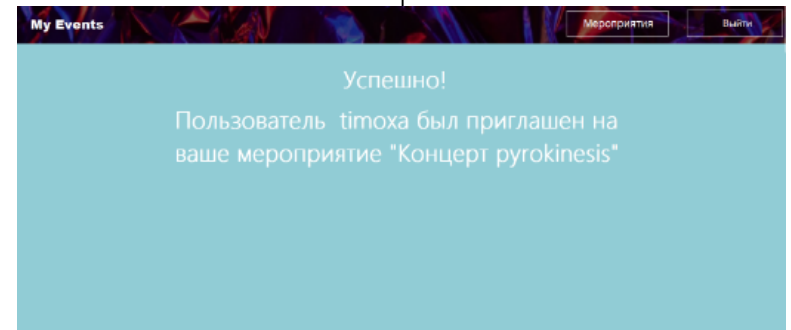 My Events
Мероприятия
Выйти
Успешно!
Пользователь timoxa был приглашен на
ваше мероприятие "Концерт pyrokinesis"